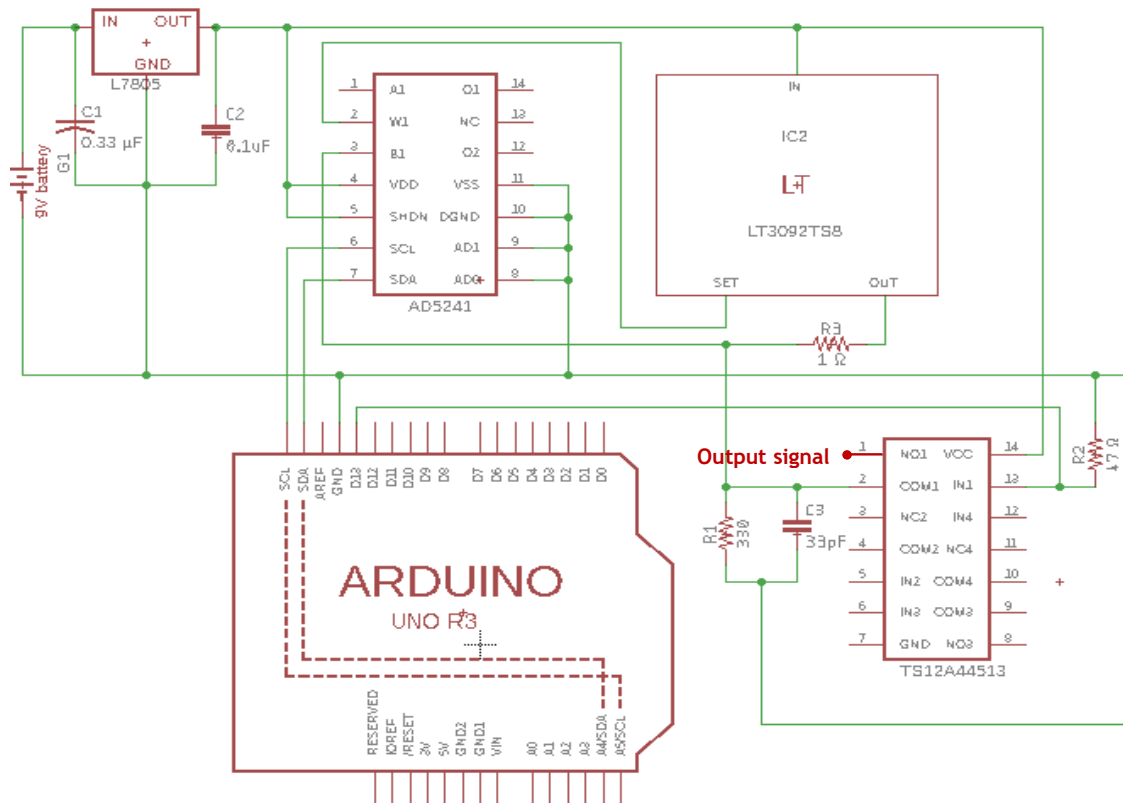 IN OUT
GND
L7805
C1
0.33 µF
C2
0.1uF
G1
9V battery
1 A1 O1 14
2 W1 NC 13
3 B1 O2 12
4 VDD VSS 11
5 SHDN DGND 10
6 SCL AD1 9
7 SDA AD0 8
AD5241
IN
IC2
LT
LT3092TS8
SET OUT
R3
1 Ω
R2
47 Ω
Output signal
1 NO1 VCC 14
2 COM1 IN1 13
3 NC2 IN4 12
4 COM2 NC4 11
5 IN2 COM4 10
6 IN3 COM3 9
7 GND NO3 8
TS12A44513
R1
330
C3
33pF
SCL SDA AREF GND D13 D12 D11 D10 D9 D8 D7 D6 D5 D4 D3 D2 D1 D0
ARDUINO
UNO R3
RESERVED IOREF /RESET 3V 5V GND2 GND1 VIN A0 A1 A2 A3 A4/SDA A5/SCL